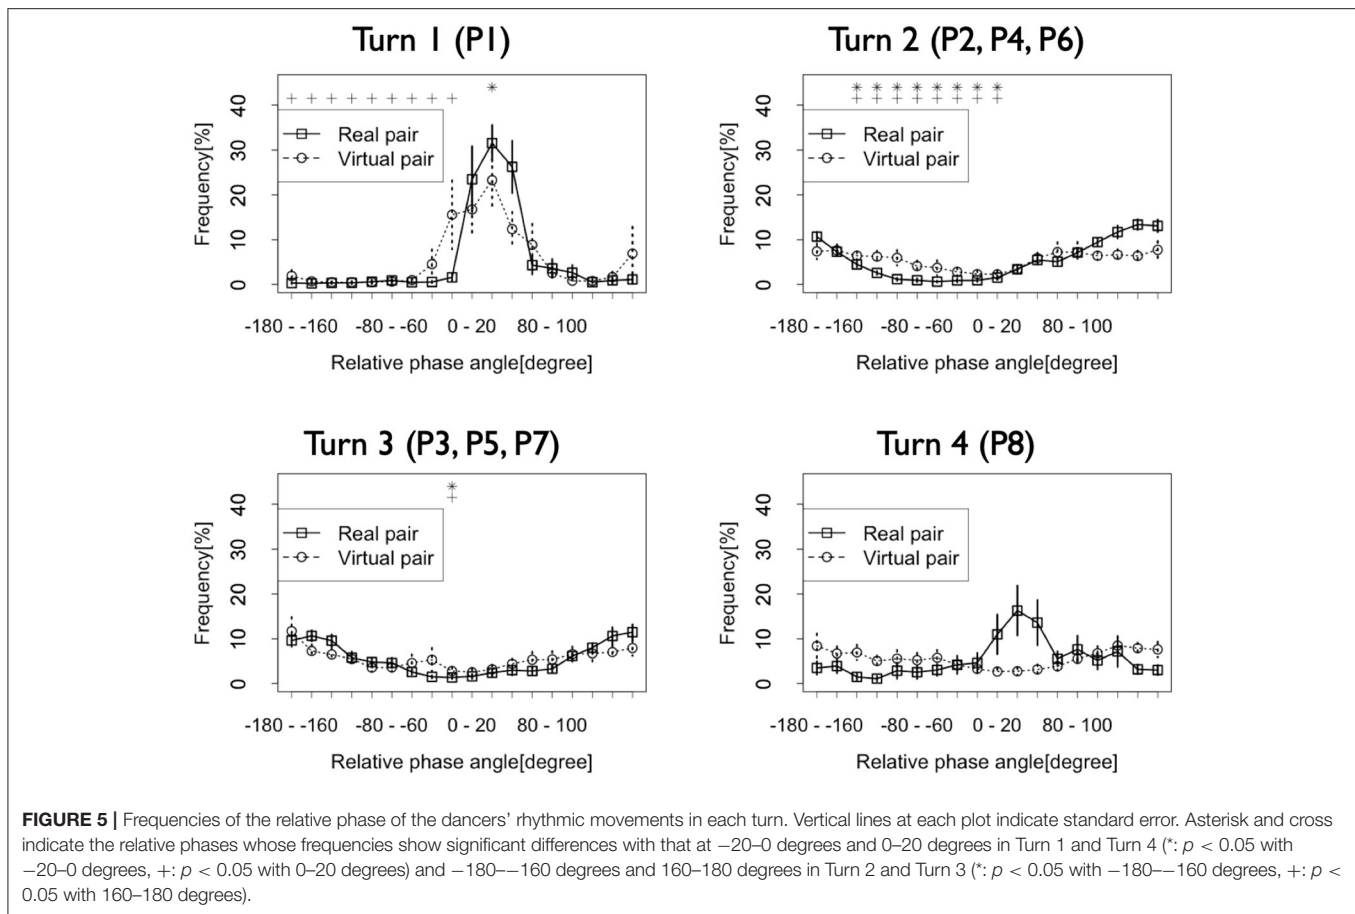 Turn 1 (P1)
* 
+ + + + + + + + +
Frequency[%]
40
30
20
10
0
Real pair
Virtual pair
-180 - -160 -80 - -60 0 - 20 80 - 100
Relative phase angle[degree]
Turn 2 (P2, P4, P6)
* * * * * * * *
+ + + + + + + +
Frequency[%]
40
30
20
10
0
Real pair
Virtual pair
-180 - -160 -80 - -60 0 - 20 80 - 100
Relative phase angle[degree]
Turn 3 (P3, P5, P7)
*
+
Frequency[%]
40
30
20
10
0
Real pair
Virtual pair
-180 - -160 -80 - -60 0 - 20 80 - 100
Relative phase angle[degree]
Turn 4 (P8)
Frequency[%]
40
30
20
10
0
Real pair
Virtual pair
-180 - -160 -80 - -60 0 - 20 80 - 100
Relative phase angle[degree]
FIGURE 5 | Frequencies of the relative phase of the dancers’ rhythmic movements in each turn. Vertical lines at each plot indicate standard error. Asterisk and cross
indicate the relative phases whose frequencies show significant differences with that at −20–0 degrees and 0–20 degrees in Turn 1 and Turn 4 (*: p < 0.05 with
−20–0 degrees, +: p < 0.05 with 0–20 degrees) and −180–−160 degrees and 160–180 degrees in Turn 2 and Turn 3 (*: p < 0.05 with −180–−160 degrees, +: p <
0.05 with 160–180 degrees).